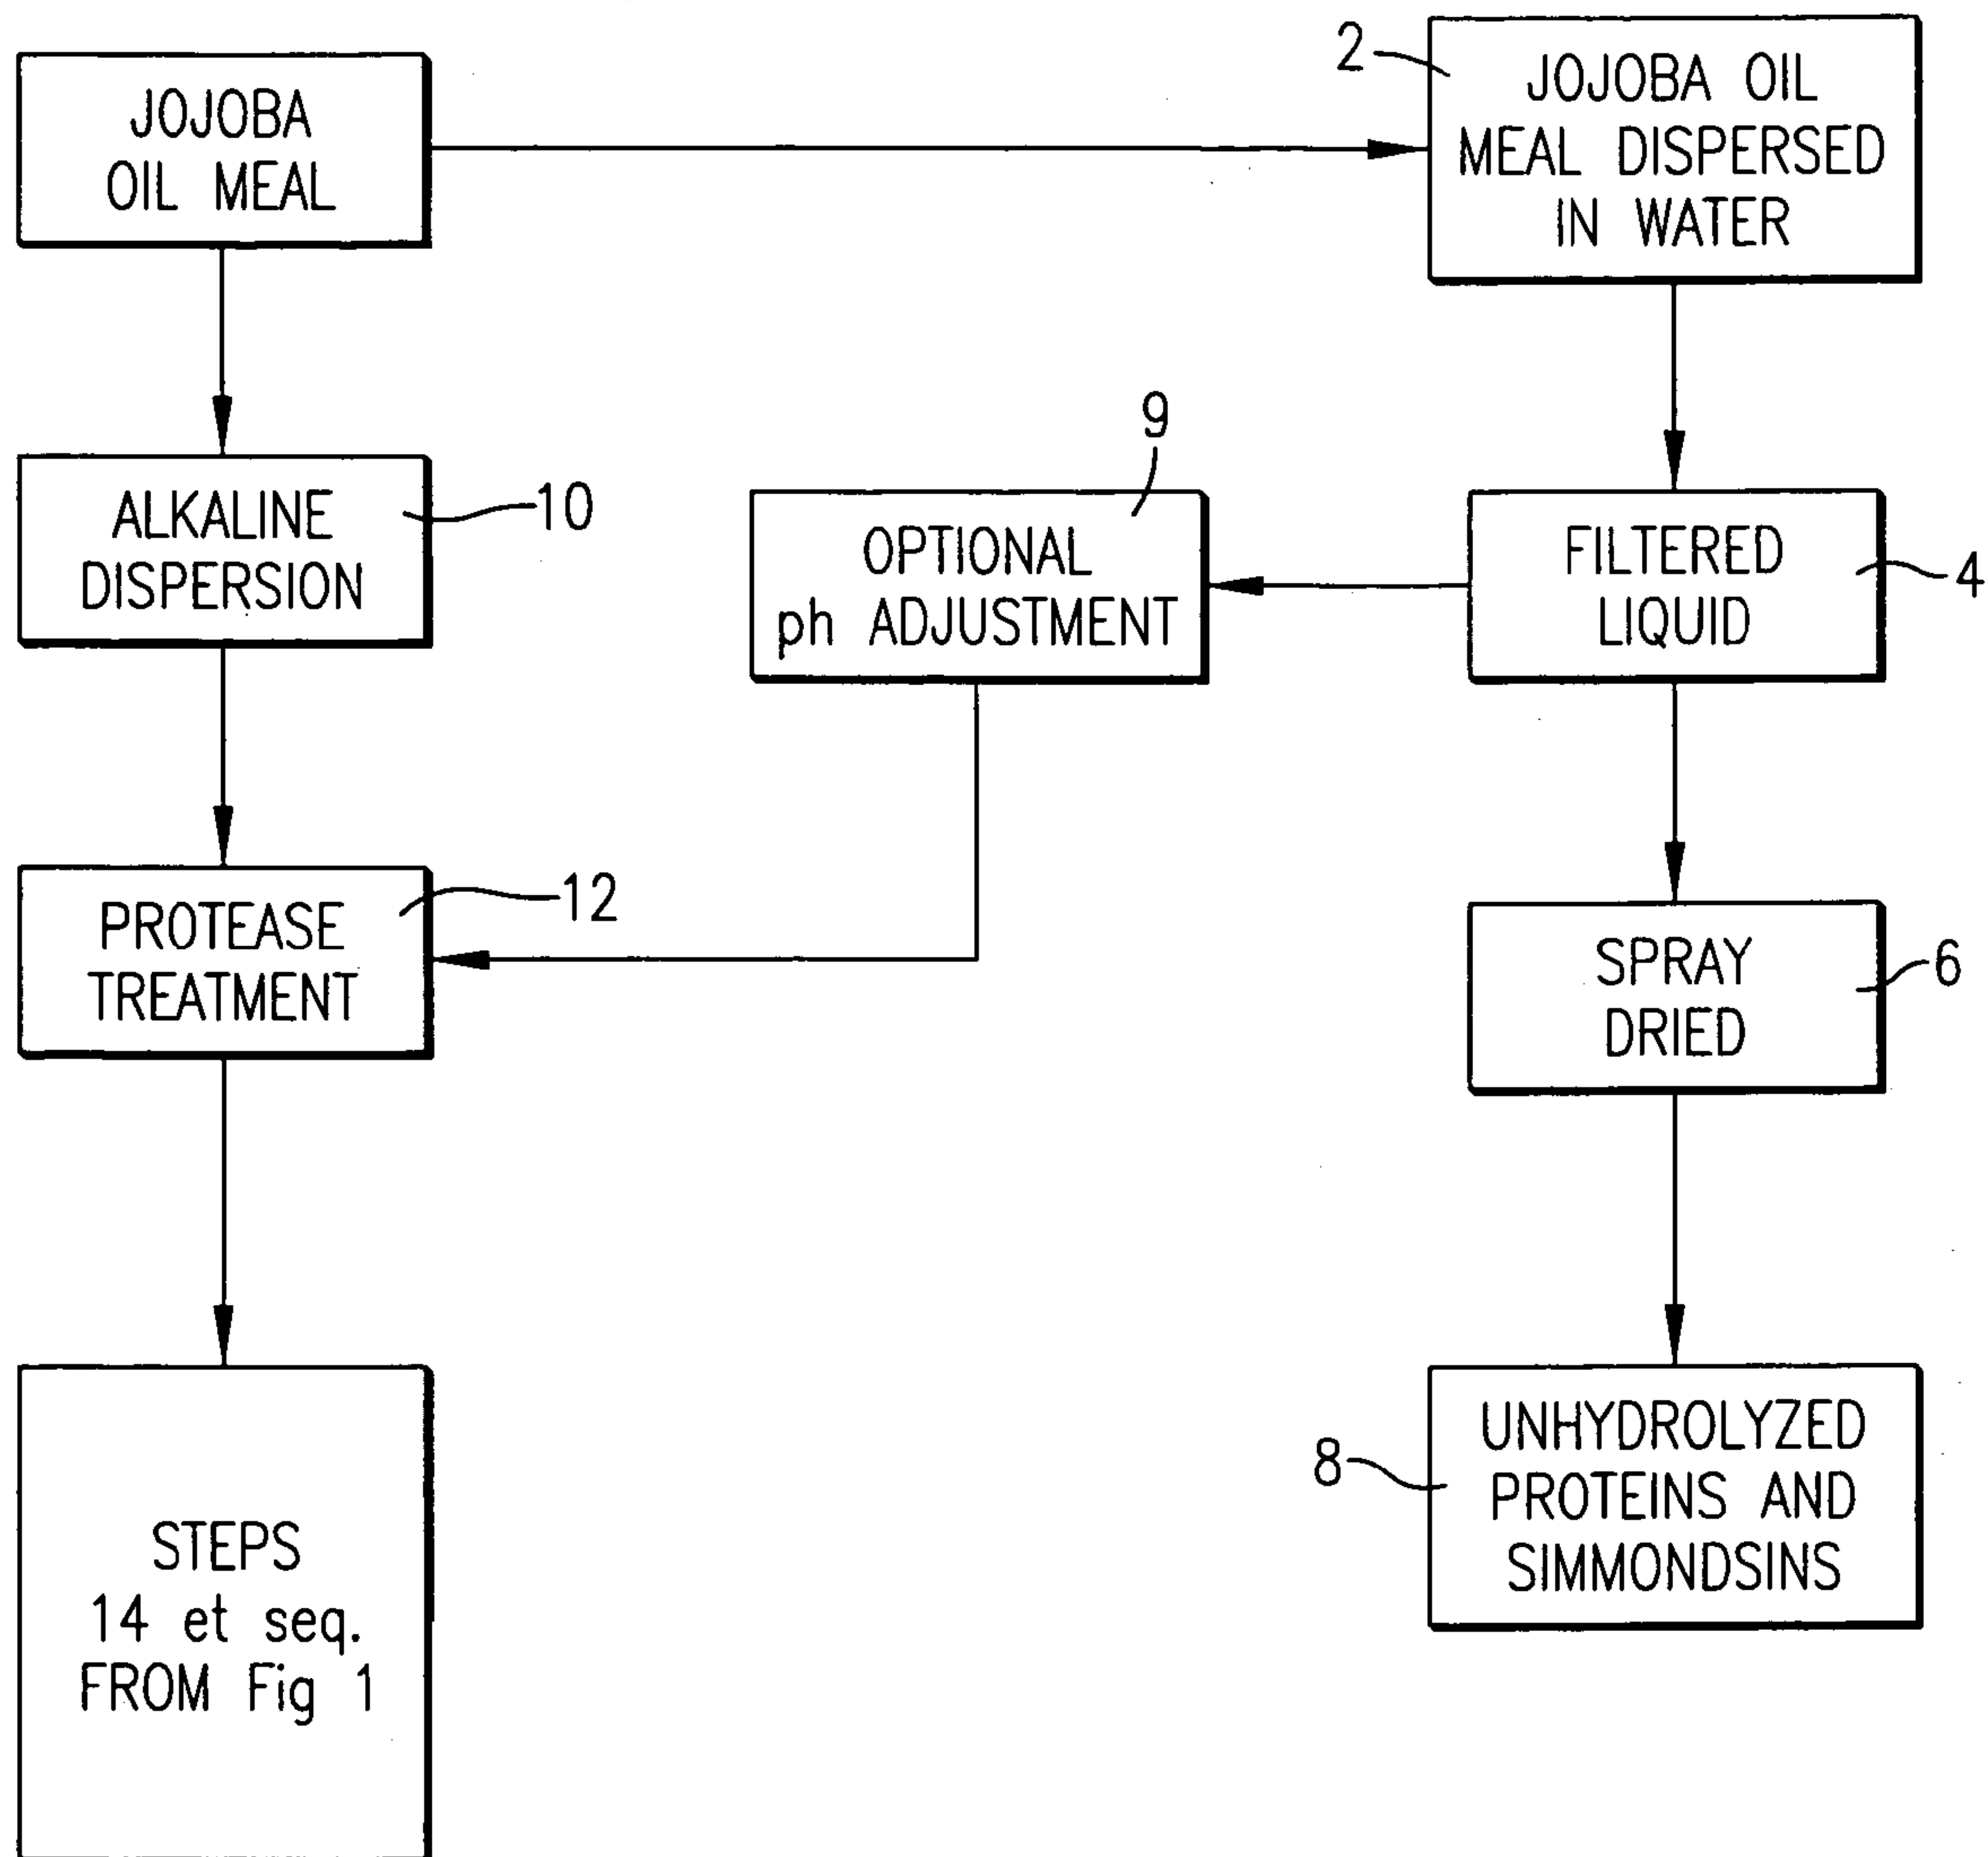 JOJOBA
OIL MEAL
2
JOJOBA OIL
MEAL DISPERSED
IN WATER
ALKALINE
DISPERSION
10
9
OPTIONAL
ph ADJUSTMENT
FILTERED
LIQUID
4
PROTEASE
TREATMENT
12
SPRAY
DRIED
6
STEPS
14 et seq.
FROM Fig 1
8
UNHYDROLYZED
PROTEINS AND
SIMMONDSINS